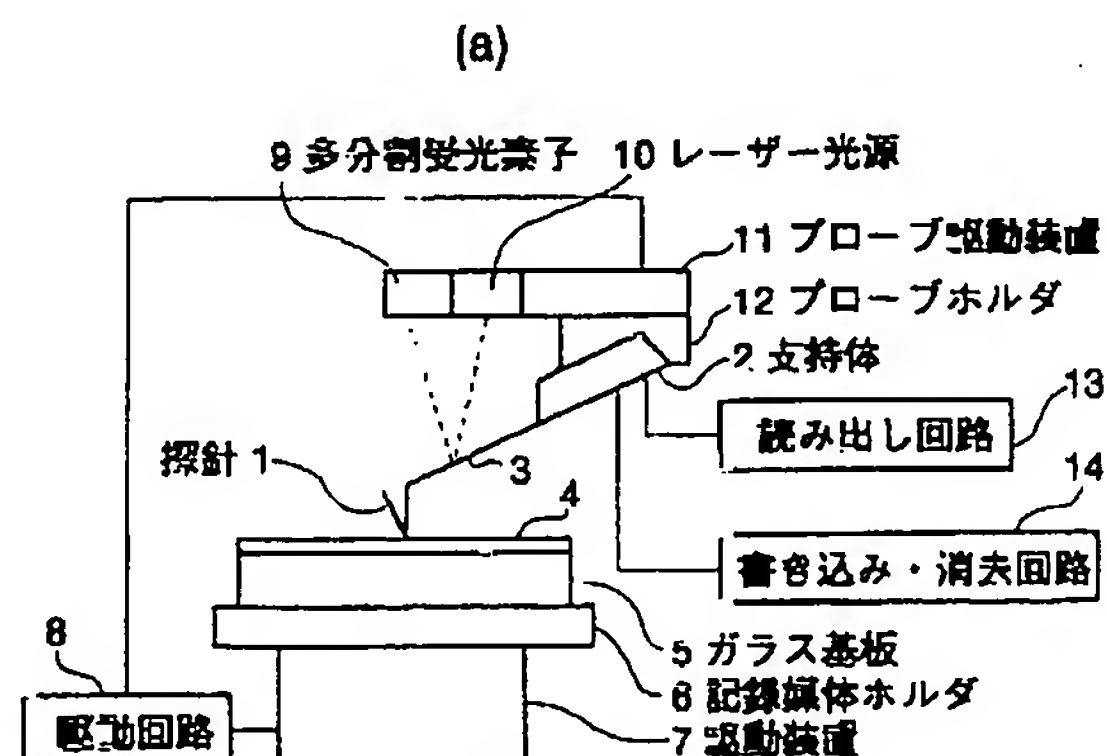 (a)
9 多分割受光素子 10 レーザー光源
11 プローブ駆動装置
12 プローブホルダ
2 支持体
13
読み出し回路
探針 1
3
14
4
書き込み・消去回路
8
5 ガラス基板
6 記録媒体ホルダ
駆動回路
7 駆動装置